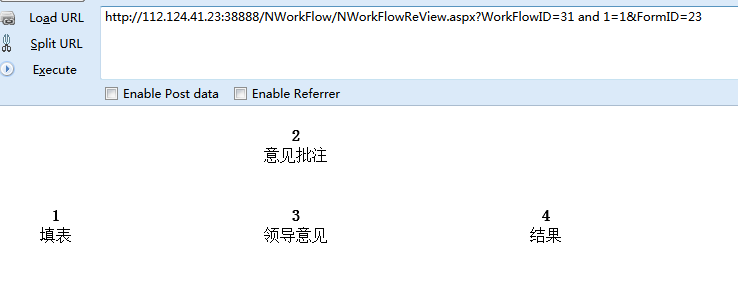 Load URL
http://112.124.41.23:38888/NWorkFlow/NWorkFlowReView.aspx?WorkFlowID=31 and 1=1&FormID=23
Split URL
Execute
Enable Post data Enable Referrer
2
意见批注
1 3 4
填表 领导意见 结果